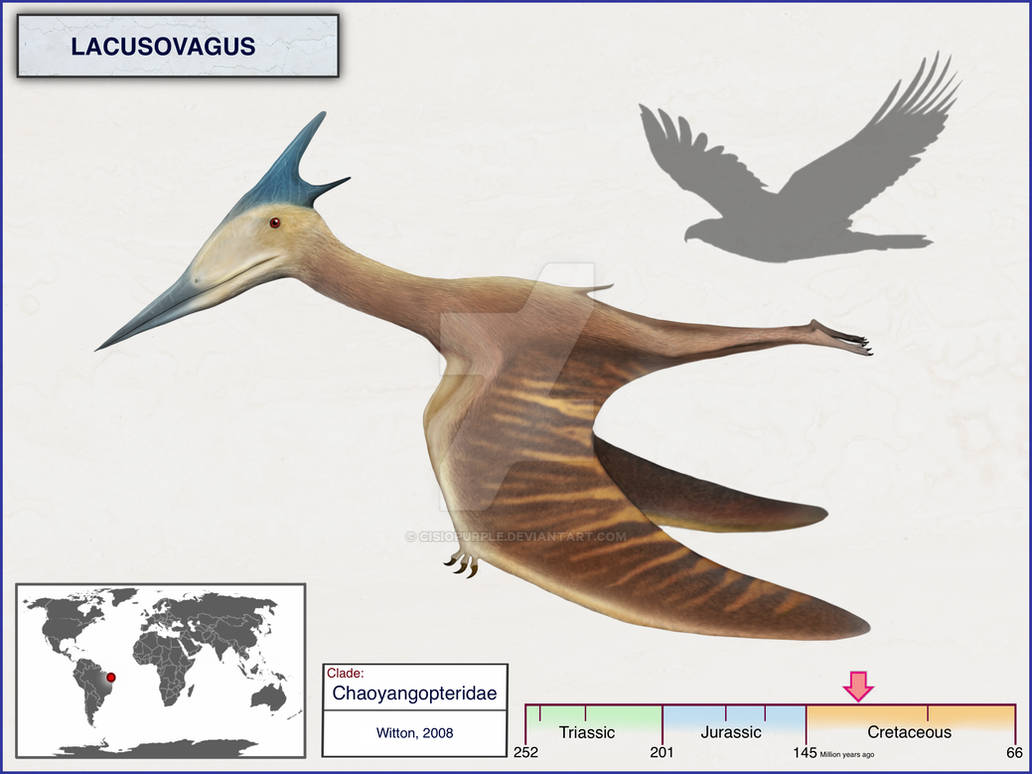 LACUSOVAGUS
© CISIOPURPLE.DEVIANTART.COM
Clade:
Chaoyangopteridae
Witton, 2008
Triassic Jurassic Cretaceous
252 201 145 Million years ago 66